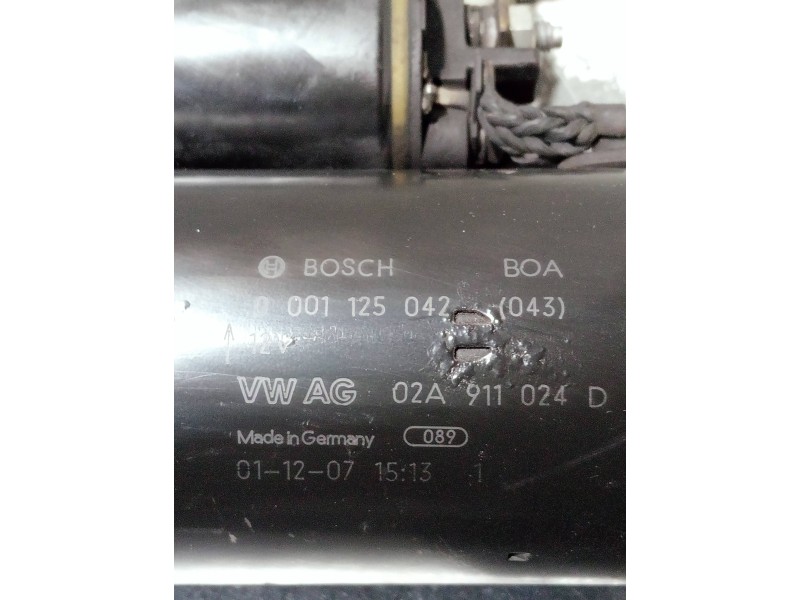 BOSCH BOA
0 001 125 042 (043)
12V
VW AG 02A 911 024 D
Made in Germany 089
01-12-07 15:13 1